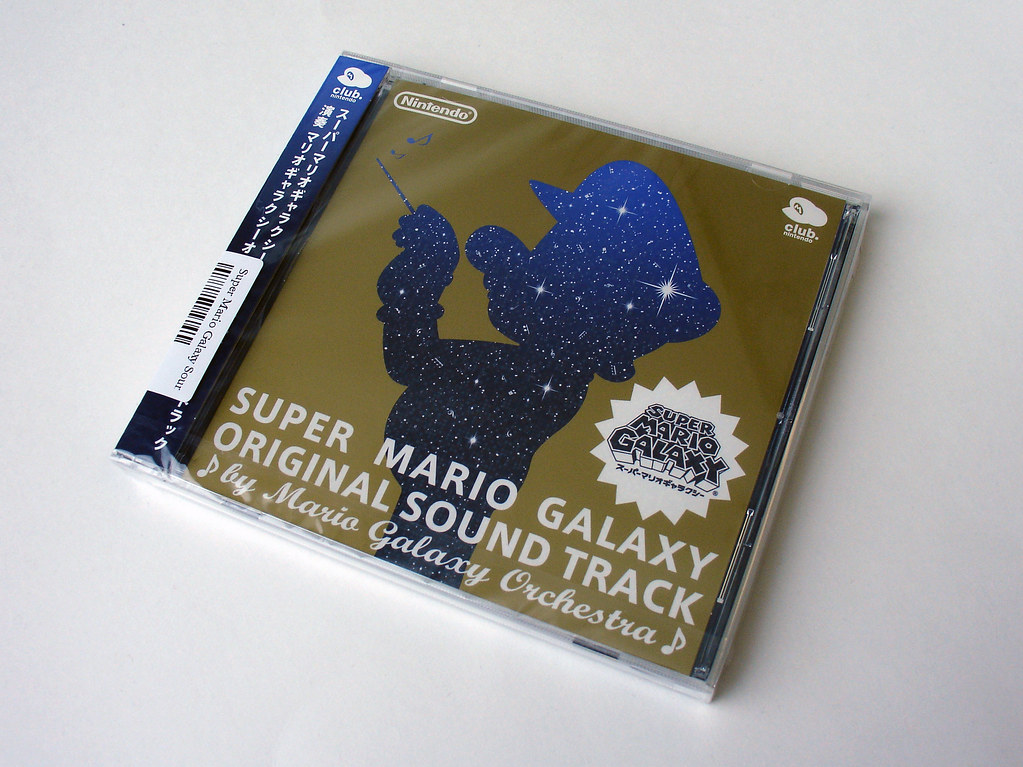 club.
nintendo
スーパーマリオギャラクシー
トラック
演奏 マリオギャラクシーオ
Super Mario Galaxy Sour
Nintendo®
club.
nintendo
SUPER
MARIO
GALAXY
スーパーマリオギャラクシー
SUPER MARIO GALAXY
ORIGINAL SOUND TRACK
♪ by Mario Galaxy Orchestra ♪